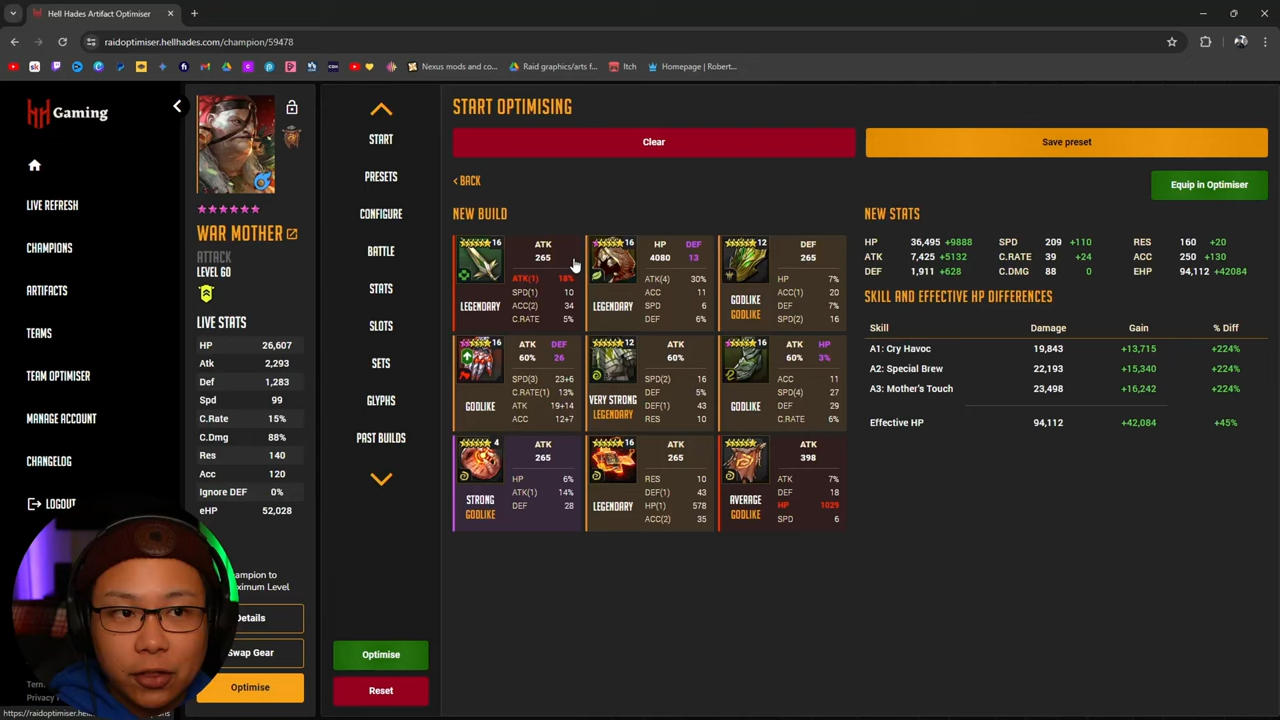 Hell Hades Artifact Optimiser
raidoptimiser.hellhades.com/champion/59478
Nexus mods and co...
Raid graphics/arts f...
Itch
Homepage | Robert...
HH Gaming
LIVE REFRESH
CHAMPIONS
ARTIFACTS
TEAMS
TEAM OPTIMISER
MANAGE ACCOUNT
CHANGELOG
LOGOUT
WAR MOTHER
ATTACK
LEVEL 60
LIVE STATS
HP 26,607
Atk 2,293
Def 1,283
Spd 99
C.Rate 15%
C.Dmg 88%
Res 140
Acc 120
Ignore DEF 0%
eHP 52,028
champion to
Maximum Level
Details
Swap Gear
Optimise
START
PRESETS
CONFIGURE
BATTLE
STATS
SLOTS
SETS
GLYPHS
PAST BUILDS
Optimise
Reset
START OPTIMISING
Clear
Save preset
< BACK
Equip in Optimiser
NEW BUILD
16
ATK
265
ATK(1) 18%
SPD(1) 10
ACC(2) 34
C.RATE 5%
LEGENDARY
16
HP DEF
4080 13
ATK(4) 30%
ACC 11
SPD 6
DEF 6%
LEGENDARY
12
DEF
265
HP 7%
ACC(1) 20
DEF 7%
SPD(2) 16
GODLIKE
GODLIKE
16
ATK DEF
60% 26
SPD(3) 23+6
C.RATE(1) 13%
ATK 19+14
ACC 12+7
GODLIKE
12
ATK
60%
SPD(2) 16
DEF 5%
DEF(1) 43
RES 10
VERY STRONG
LEGENDARY
16
ATK HP
60% 3%
ACC 11
SPD(4) 27
DEF 29
C.RATE 6%
GODLIKE
4
ATK
265
HP 6%
ATK(1) 14%
DEF 28
STRONG
GODLIKE
16
ATK
265
RES 10
DEF(1) 43
HP(1) 578
ACC(2) 35
LEGENDARY
ATK
398
ATK 7%
DEF 18
HP 1029
SPD 6
AVERAGE
GODLIKE
NEW STATS
HP 36,495 +9888 SPD 209 +110 RES 160 +20
ATK 7,425 +5132 C.RATE 39 +24 ACC 250 +130
DEF 1,911 +628 C.DMG 88 0 EHP 94,112 +42084
SKILL AND EFFECTIVE HP DIFFERENCES
Skill Damage Gain % Diff
A1: Cry Havoc 19,843 +13,715 +224%
A2: Special Brew 22,193 +15,340 +224%
A3: Mother's Touch 23,498 +16,242 +224%
Effective HP 94,112 +42,084 +45%